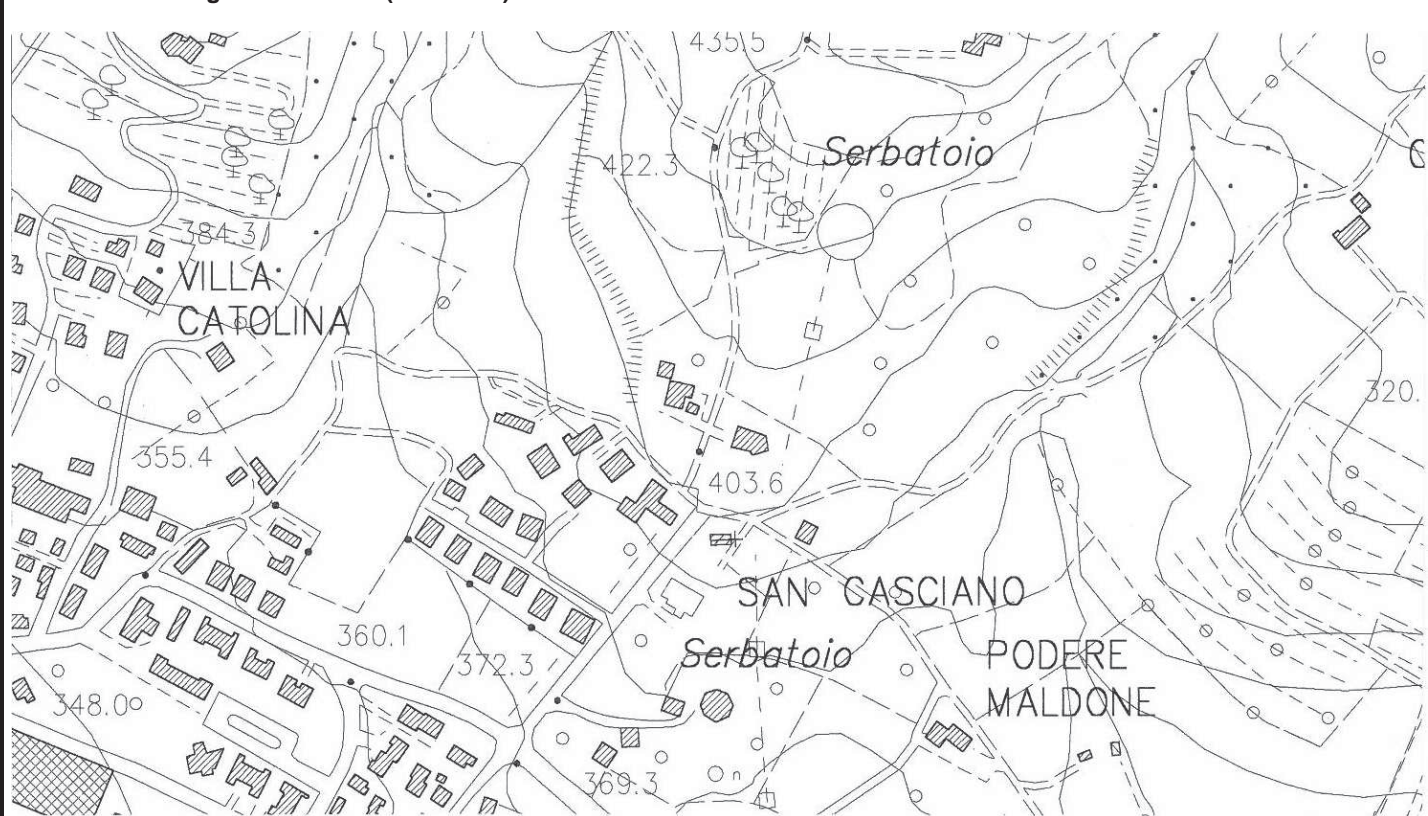 435.5
Serbatoio
422.3
384.3
VILLA
CATOLINA
320.
355.4
403.6
SAN CASCIANO
360.1
Serbatoio
PODERE
372.3
MALDONE
348.0
369.3
n